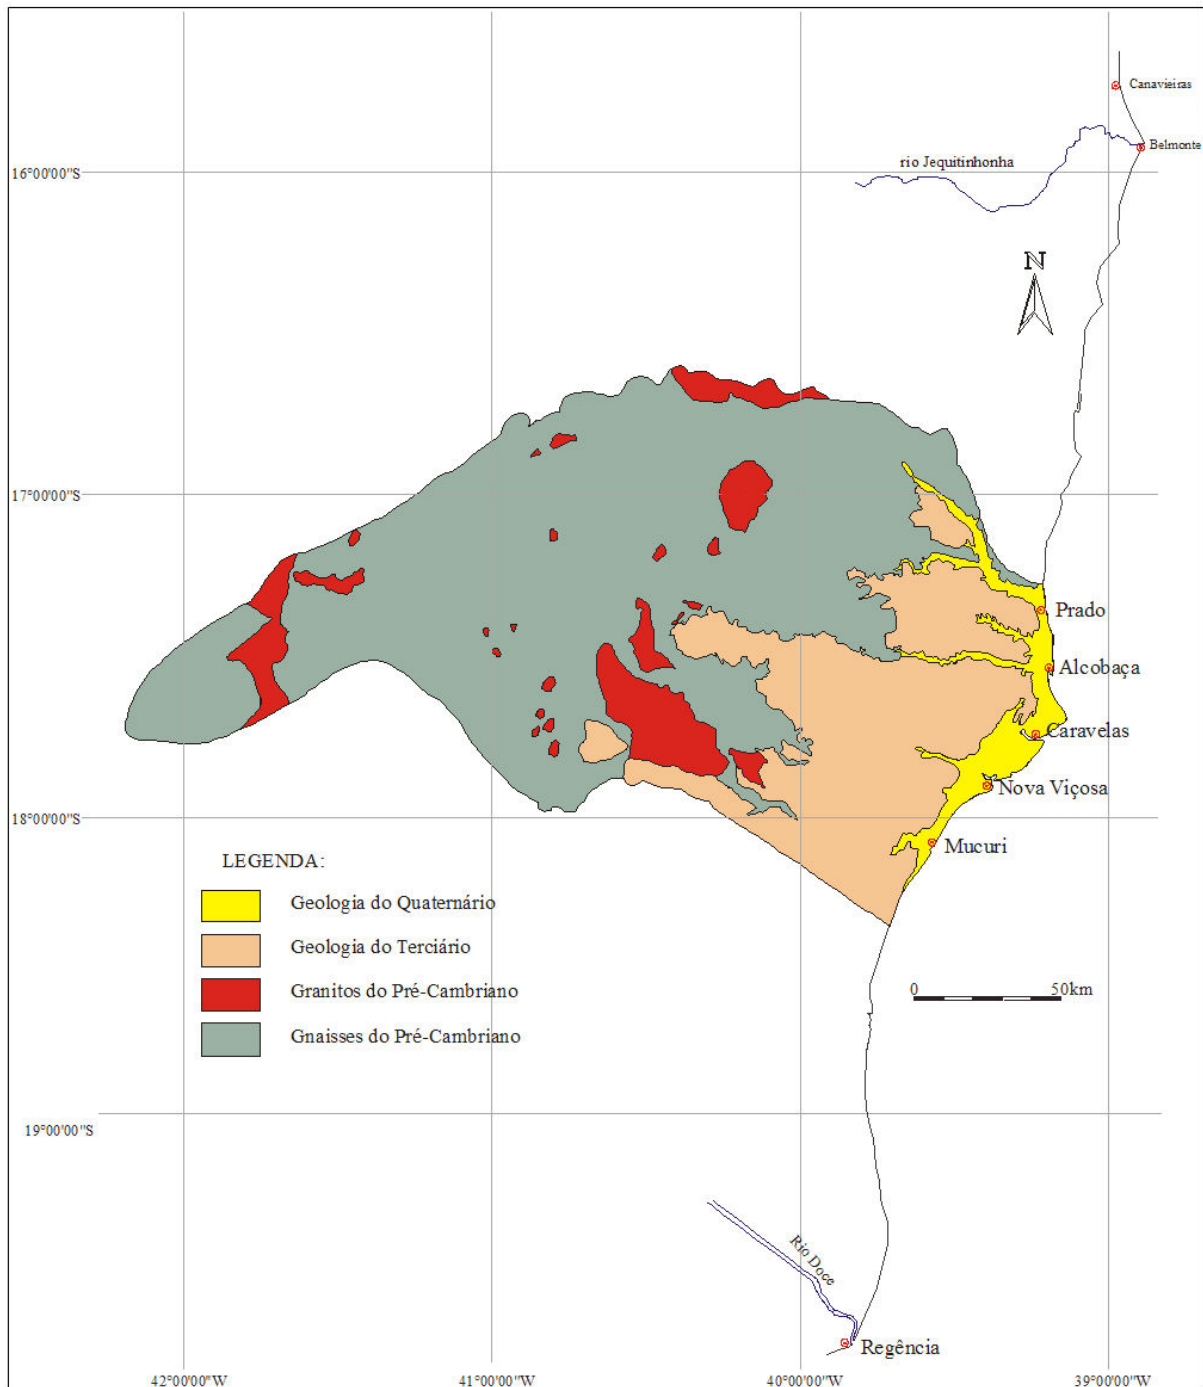 Canavieiras
Belmonte
rio Jequitinhonha
16°00'00"S
N
17°00'00"S
Prado
Alcobaça
Caravelas
Nova Viçosa
18°00'00"S
Mucuri
LEGENDA:
Geologia do Quaternário
Geologia do Terciário
Granitos do Pré-Cambriano
0 50km
Gnaisses do Pré-Cambriano
19°00'00"S
Rio Doce
Regência
42°00'00"W 41°00'00"W 40°00'00"W 39°00'00"W